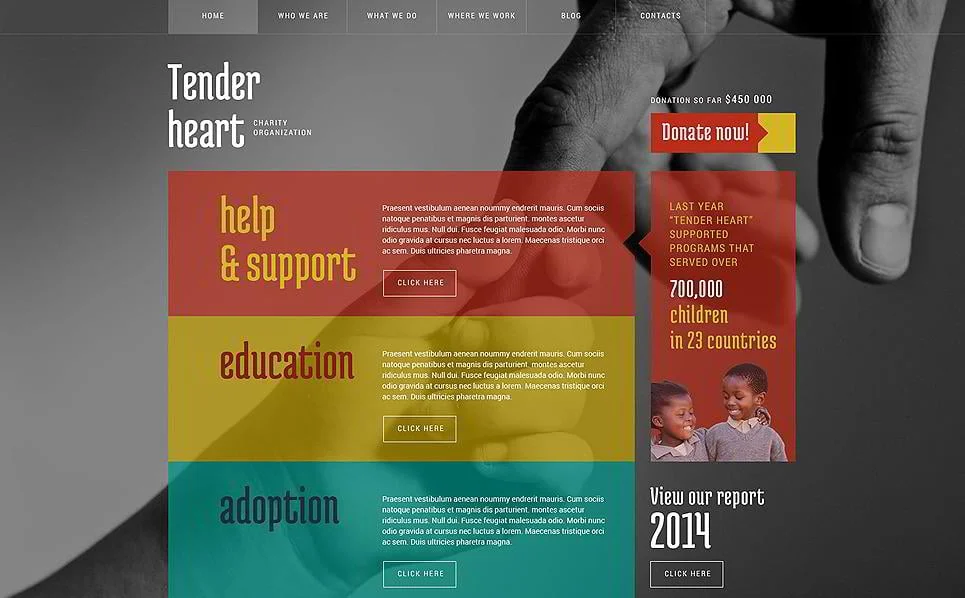 HOME
WHO WE ARE
WHAT WE DO
WHERE WE WORK
BLOG
CONTACTS
Tender
heart
CHARITY
ORGANIZATION
DONATION SO FAR $450 000
Donate now!
help
& support
Praesent vestibulum aenean noummy endrerit mauris. Cum sociis
natoque penatibus et magnis dis parturient. montes ascetur
ridiculus mus. Null dui. Fusce feugiat malesuada odio. Morbi nunc
odio gravida at cursus nec luctus a lorem. Maecenas tristique orci
ac sem. Duis ultricies pharetra magna.
CLICK HERE
education
Praesent vestibulum aenean noummy endrerit mauris. Cum sociis
natoque penatibus et magnis dis parturient. montes ascetur
ridiculus mus. Null dui. Fusce feugiat malesuada odio. Morbi nunc
odio gravida at cursus nec luctus a lorem. Maecenas tristique orci
ac sem. Duis ultricies pharetra magna.
CLICK HERE
adoption
Praesent vestibulum aenean noummy endrerit mauris. Cum sociis
natoque penatibus et magnis dis parturient. montes ascetur
ridiculus mus. Null dui. Fusce feugiat malesuada odio. Morbi nunc
odio gravida at cursus nec luctus a lorem. Maecenas tristique orci
ac sem. Duis ultricies pharetra magna.
CLICK HERE
LAST YEAR
"TENDER HEART"
SUPPORTED
PROGRAMS THAT
SERVED OVER
700,000
children
in 23 countries
View our report
2014
CLICK HERE